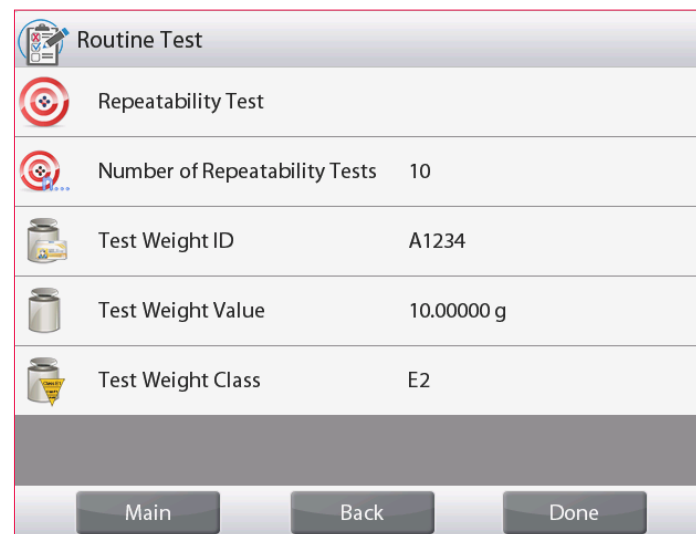 Routine Test
Repeatability Test
Number of Repeatability Tests 10
Test Weight ID A1234
Test Weight Value 10.00000 g
Test Weight Class E2
Main Back Done